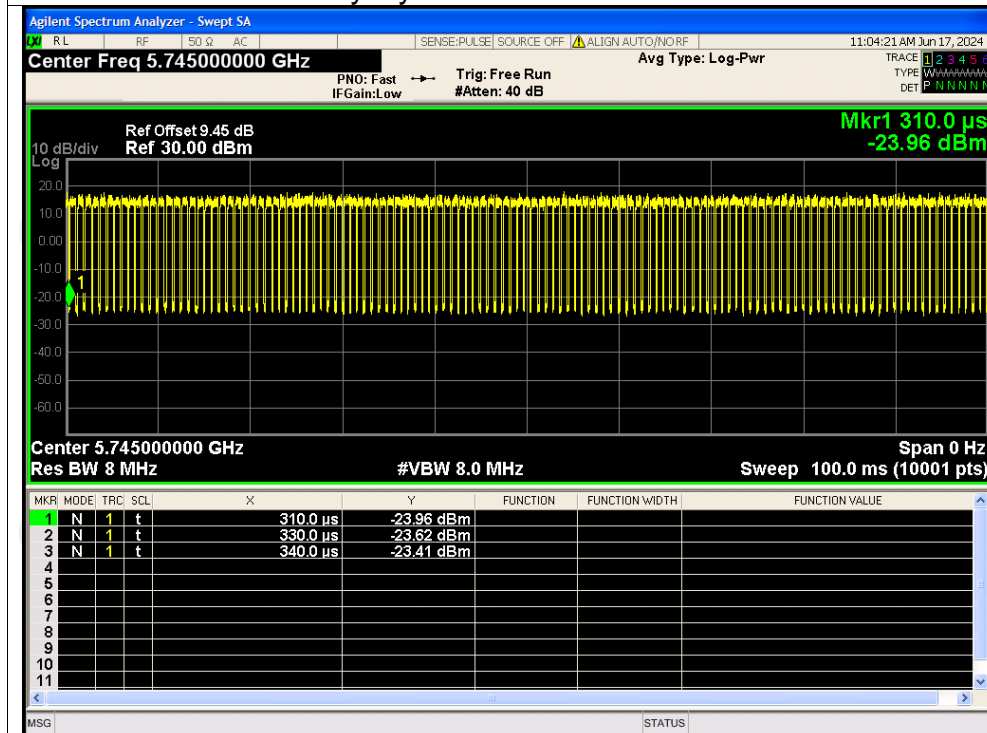 Agilent Spectrum Analyzer - Swept SA
LXI RL RF 50 Ω AC SENSE:PULSE SOURCE OFF ALIGN AUTO/NO RF 11:04:21 AM Jun 17, 2024
Center Freq 5.745000000 GHz Avg Type: Log-Pwr TRACE 1 2 3 4 5 6
PNO: Fast Trig: Free Run TYPE
IFGain:Low #Atten: 40 dB DET P N N N N N
Mkr1 310.0 µs
Ref Offset 9.45 dB
10 dB/div Ref 30.00 dBm -23.96 dBm
Log
20.0
10.0
0.00
1
-10.0
-20.0
-30.0
-40.0
-50.0
-60.0
Center 5.745000000 GHz Span 0 Hz
Res BW 8 MHz #VBW 8.0 MHz Sweep 100.0 ms (10001 pts)
MKR MODE TRC SCL X Y FUNCTION FUNCTION WIDTH FUNCTION VALUE
1 N 1 t 310.0 µs -23.96 dBm
2 N 1 t 330.0 µs -23.62 dBm
3 N 1 t 340.0 µs -23.41 dBm
4
5
6
7
8
9
10
11
MSG STATUS